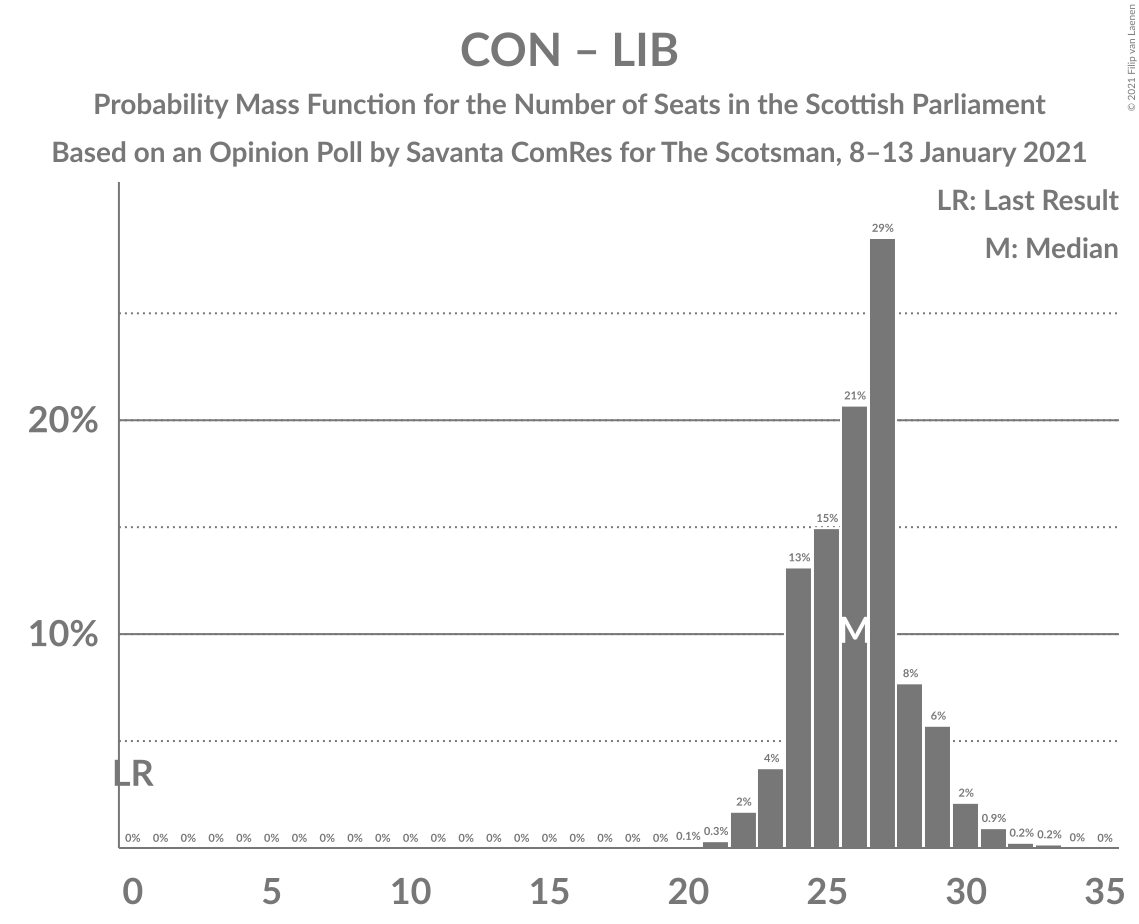 CON – LIB
Probability Mass Function for the Number of Seats in the Scottish Parliament
Based on an Opinion Poll by Savanta ComRes for The Scotsman, 8–13 January 2021
© 2021 Filip van Laenen
LR: Last Result
M: Median
29%
20%
21%
15%
13%
10%
M
8%
6%
LR
4%
2%
2%
0% 0% 0% 0% 0% 0% 0% 0% 0% 0% 0% 0% 0% 0% 0% 0% 0% 0% 0% 0% 0.1% 0.3% 0.9% 0.2% 0.2% 0% 0%
0 5 10 15 20 25 30 35